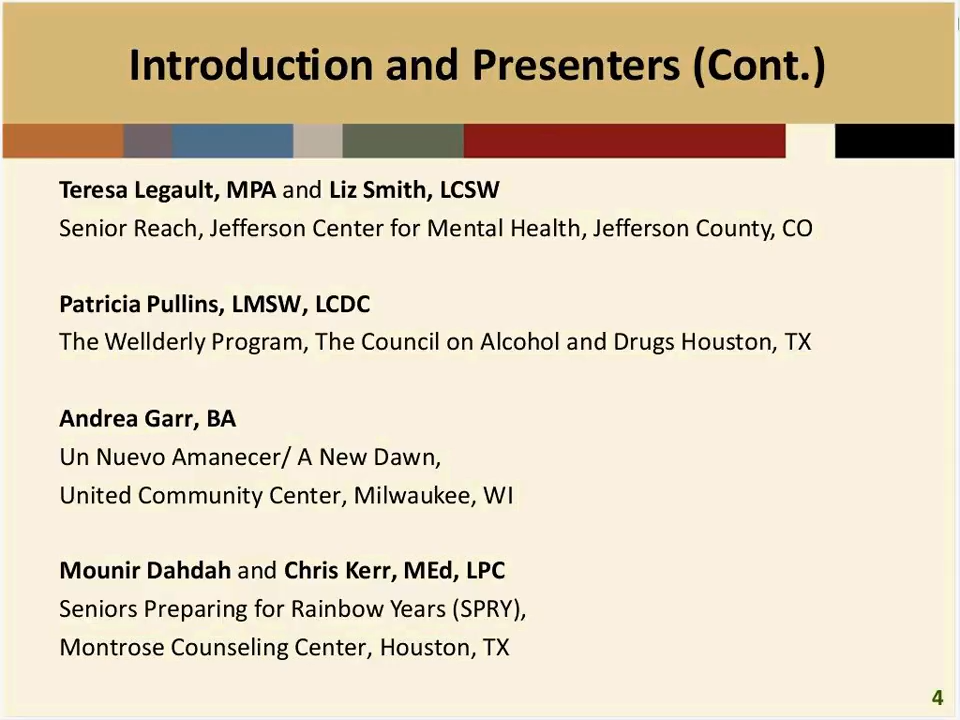 Introduction and Presenters (Cont.)
Teresa Legault, MPA and Liz Smith, LCSW
Senior Reach, Jefferson Center for Mental Health, Jefferson County, CO
Patricia Pullins, LMSW, LCDC
The Wellderly Program, The Council on Alcohol and Drugs Houston, TX
Andrea Garr, BA
Un Nuevo Amanecer/ A New Dawn,
United Community Center, Milwaukee, WI
Mounir Dahdah and Chris Kerr, MEd, LPC
Seniors Preparing for Rainbow Years (SPRY),
Montrose Counseling Center, Houston, TX
4